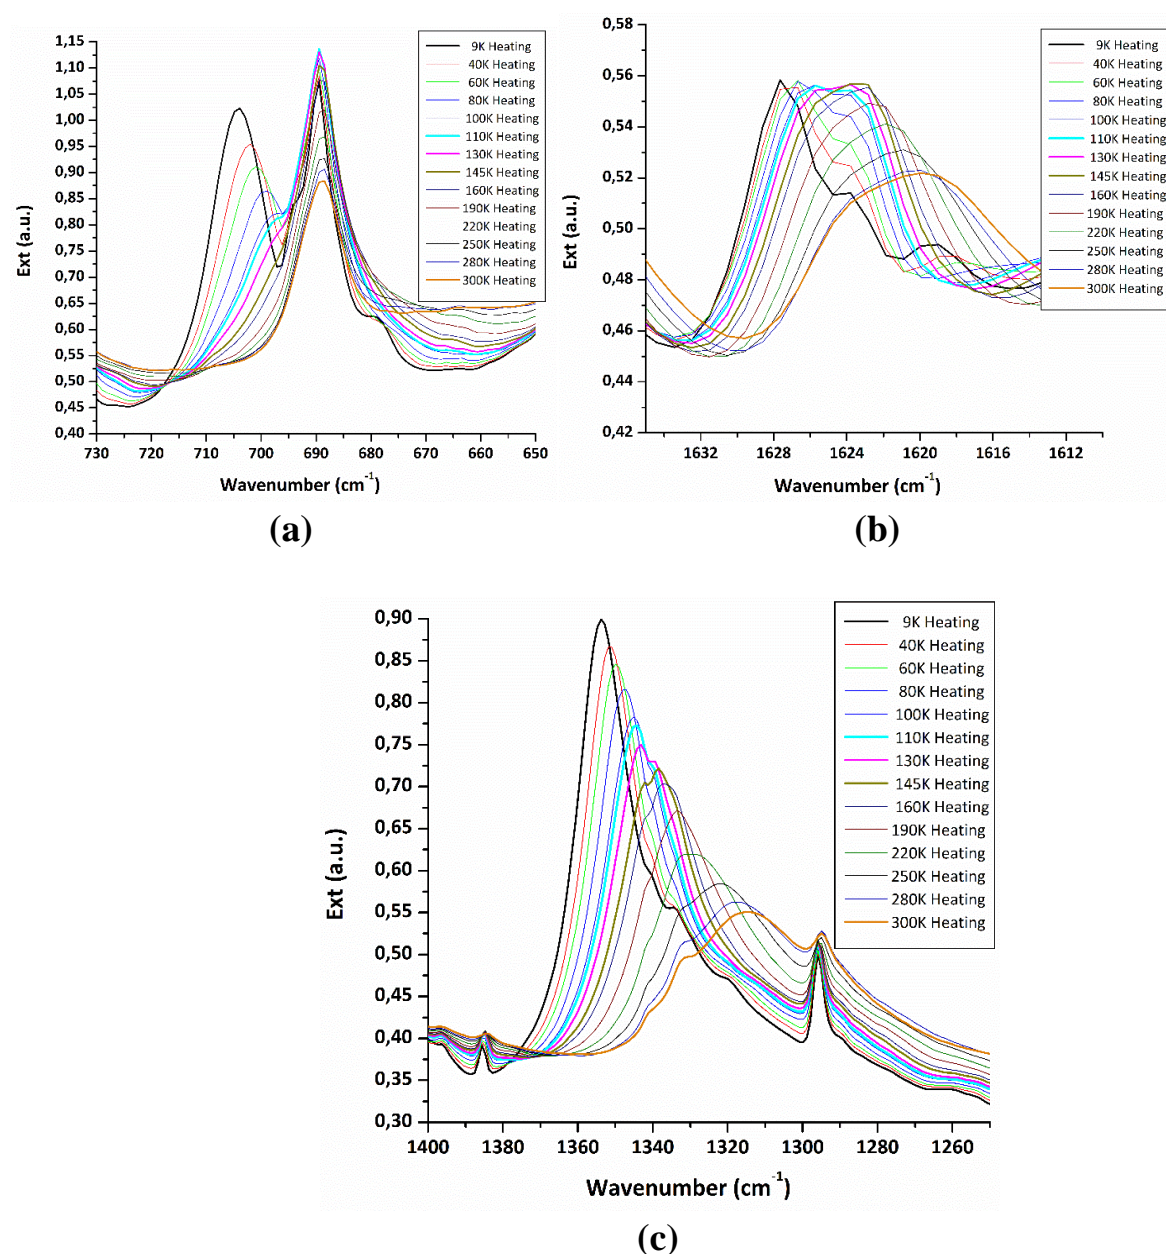 1,15
1,10
1,05
1,00
0,95
0,90
0,85
0,80
0,75
0,70
0,65
0,60
0,55
0,50
0,45
0,40
Ext (a.u.)
730 720 710 700 690 680 670 660 650
Wavenumber (cm-1)
9K Heating
40K Heating
60K Heating
80K Heating
100K Heating
110K Heating
130K Heating
145K Heating
160K Heating
190K Heating
220K Heating
250K Heating
280K Heating
300K Heating
(a)
0,58
0,56
0,54
0,52
0,50
0,48
0,46
0,44
0,42
Ext (a.u.)
1632 1628 1624 1620 1616 1612
Wavenumber (cm-1)
9K Heating
40K Heating
60K Heating
80K Heating
100K Heating
110K Heating
130K Heating
145K Heating
160K Heating
190K Heating
220K Heating
250K Heating
280K Heating
300K Heating
(b)
0,90
0,85
0,80
0,75
0,70
0,65
0,60
0,55
0,50
0,45
0,40
0,35
0,30
Ext (a.u.)
1400 1380 1360 1340 1320 1300 1280 1260
Wavenumber (cm-1)
9K Heating
40K Heating
60K Heating
80K Heating
100K Heating
110K Heating
130K Heating
145K Heating
160K Heating
190K Heating
220K Heating
250K Heating
280K Heating
300K Heating
(c)